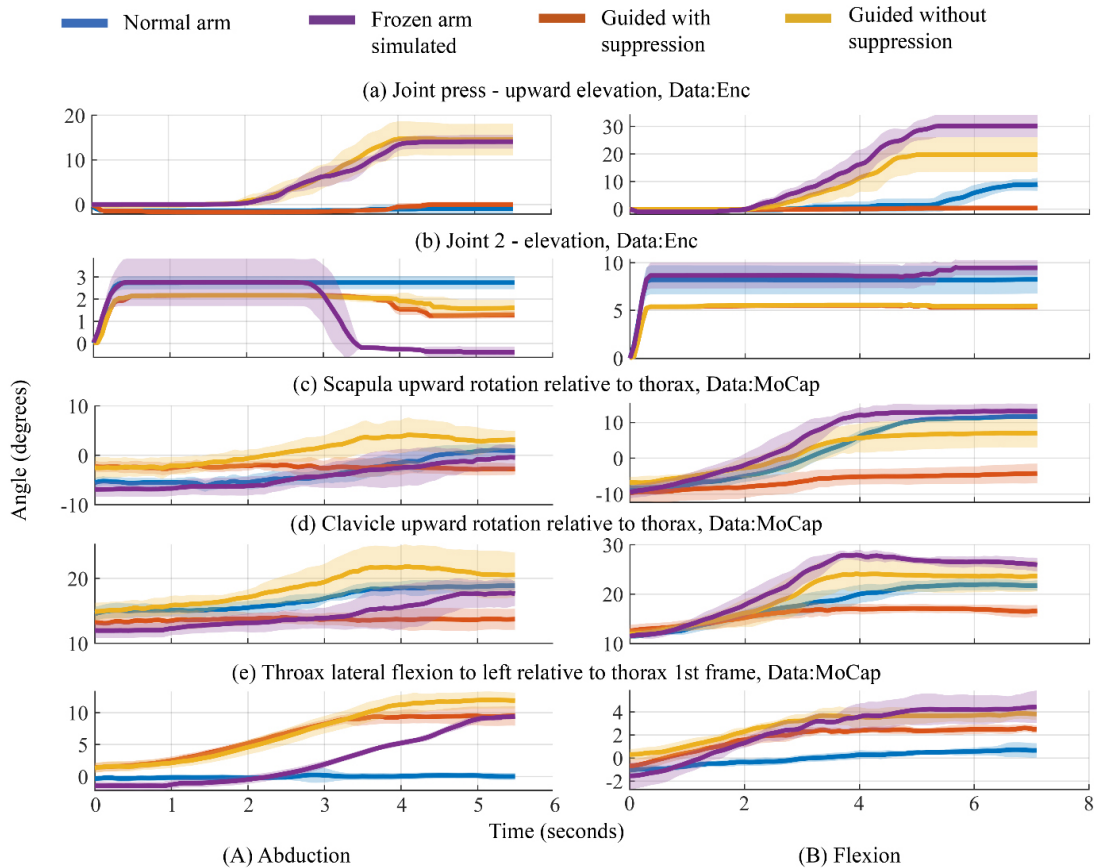 Normal arm
Frozen arm
simulated
Guided with
suppression
Guided without
suppression
(a) Joint press - upward elevation, Data:Enc
20
10
0
30
20
10
0
(b) Joint 2 - elevation, Data:Enc
3
2
1
0
10
5
0
(c) Scapula upward rotation relative to thorax, Data:MoCap
10
0
-10
10
0
-10
(d) Clavicle upward rotation relative to thorax, Data:MoCap
20
10
30
20
10
(e) Throax lateral flexion to left relative to thorax 1st frame, Data:MoCap
10
5
0
4
2
0
-2
0 1 2 3 4 5 6
0 2 4 6 8
Angle (degrees)
Time (seconds)
(A) Abduction
(B) Flexion